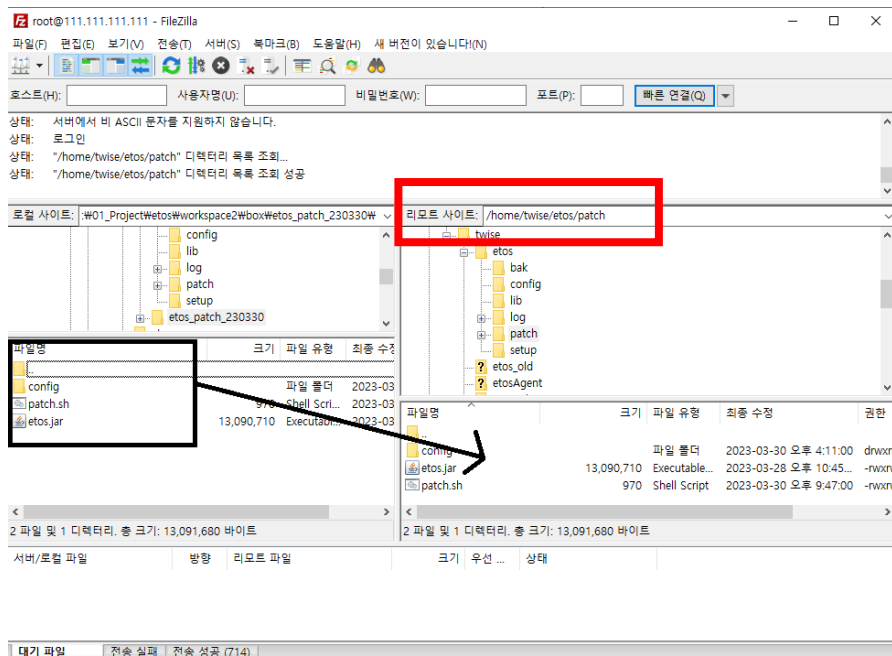 root@111.111.111.111 - FileZilla
파일(F) 편집(E) 보기(V) 전송(T) 서버(S) 북마크(B) 도움말(H) 새 버전이 있습니다!(N)
호스트(H): 사용자명(U): 비밀번호(W): 포트(P): 빠른 연결(Q)
상태: 서버에서 비 ASCII 문자를 지원하지 않습니다.
상태: 로그인
상태: "/home/twise/etos/patch" 디렉터리 목록 조회...
상태: "/home/twise/etos/patch" 디렉터리 목록 조회 성공
로컬 사이트: :₩01_Project₩etos₩workspace2₩box₩etos_patch_230330₩
config
lib
log
patch
setup
etos_patch_230330
파일명 크기 파일 유형 최종 수정
..
config 파일 폴더 2023-03
patch.sh 970 Shell Scri... 2023-03
etos.jar 13,090,710 Executabl... 2023-03
2 파일 및 1 디렉터리. 총 크기: 13,091,680 바이트
리모트 사이트: /home/twise/etos/patch
twise
etos
bak
config
lib
log
patch
setup
etos_old
etosAgent
파일명 크기 파일 유형 최종 수정 권한
..
config 파일 폴더 2023-03-30 오후 4:11:00 drwxr
etos.jar 13,090,710 Executable... 2023-03-28 오후 10:45... -rwxr
patch.sh 970 Shell Script 2023-03-30 오후 9:47:00 -rwxr
2 파일 및 1 디렉터리. 총 크기: 13,091,680 바이트
서버/로컬 파일 방향 리모트 파일 크기 우선 ... 상태
대기 파일 전송 실패 전송 성공 (714)